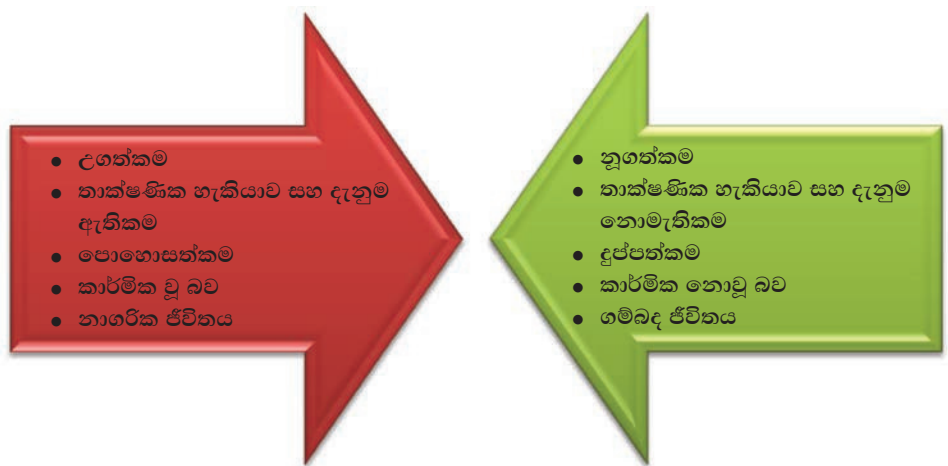 • උගත්කම
• තාක්ෂණික හැකියාව සහ දැනුම
ඇතිකම
• පොහොසත්කම
• කාර්මික වූ බව
• නාගරික ජීවිතය
• නූගත්කම
• තාක්ෂණික හැකියාව සහ දැනුම
නොමැතිකම
• දුප්පත්කම
• කාර්මික නොවූ බව
• ගම්බද ජීවිතය